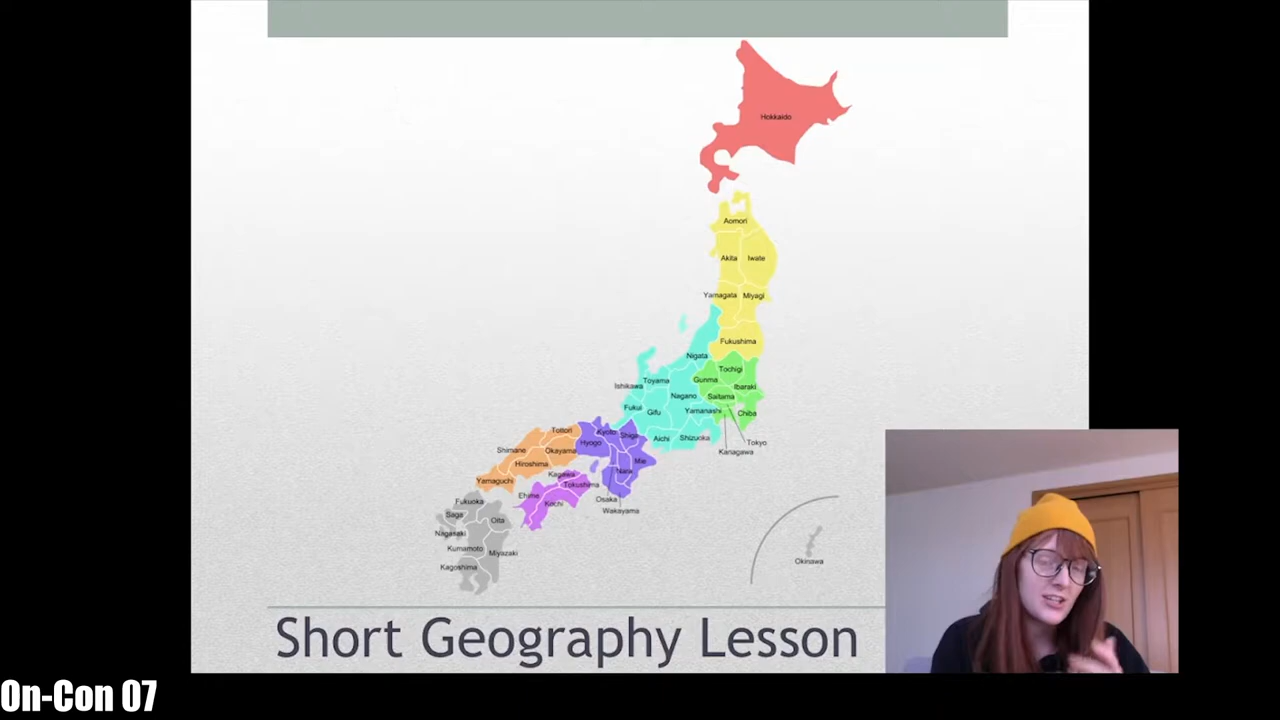 Hokkaido
Aomori
Akita
Iwate
Yamagata
Miyagi
Fukushima
Nigata
Tochigi
Gunma
Ibaraki
Toyama
Ishikawa
Nagano
Saitama
Fukui
Gifu
Yamanashi
Chiba
Aichi
Shizuoka
Tokyo
Kanagawa
Tottori
Kyoto
Shiga
Hyogo
Shimane
Okayama
Hiroshima
Mie
Nara
Kagawa
Yamaguchi
Tokushima
Ehime
Kochi
Osaka
Wakayama
Fukuoka
Saga
Oita
Nagasaki
Kumamoto
Miyazaki
Kagoshima
Okinawa
Short Geography Lesson
On-Con 07